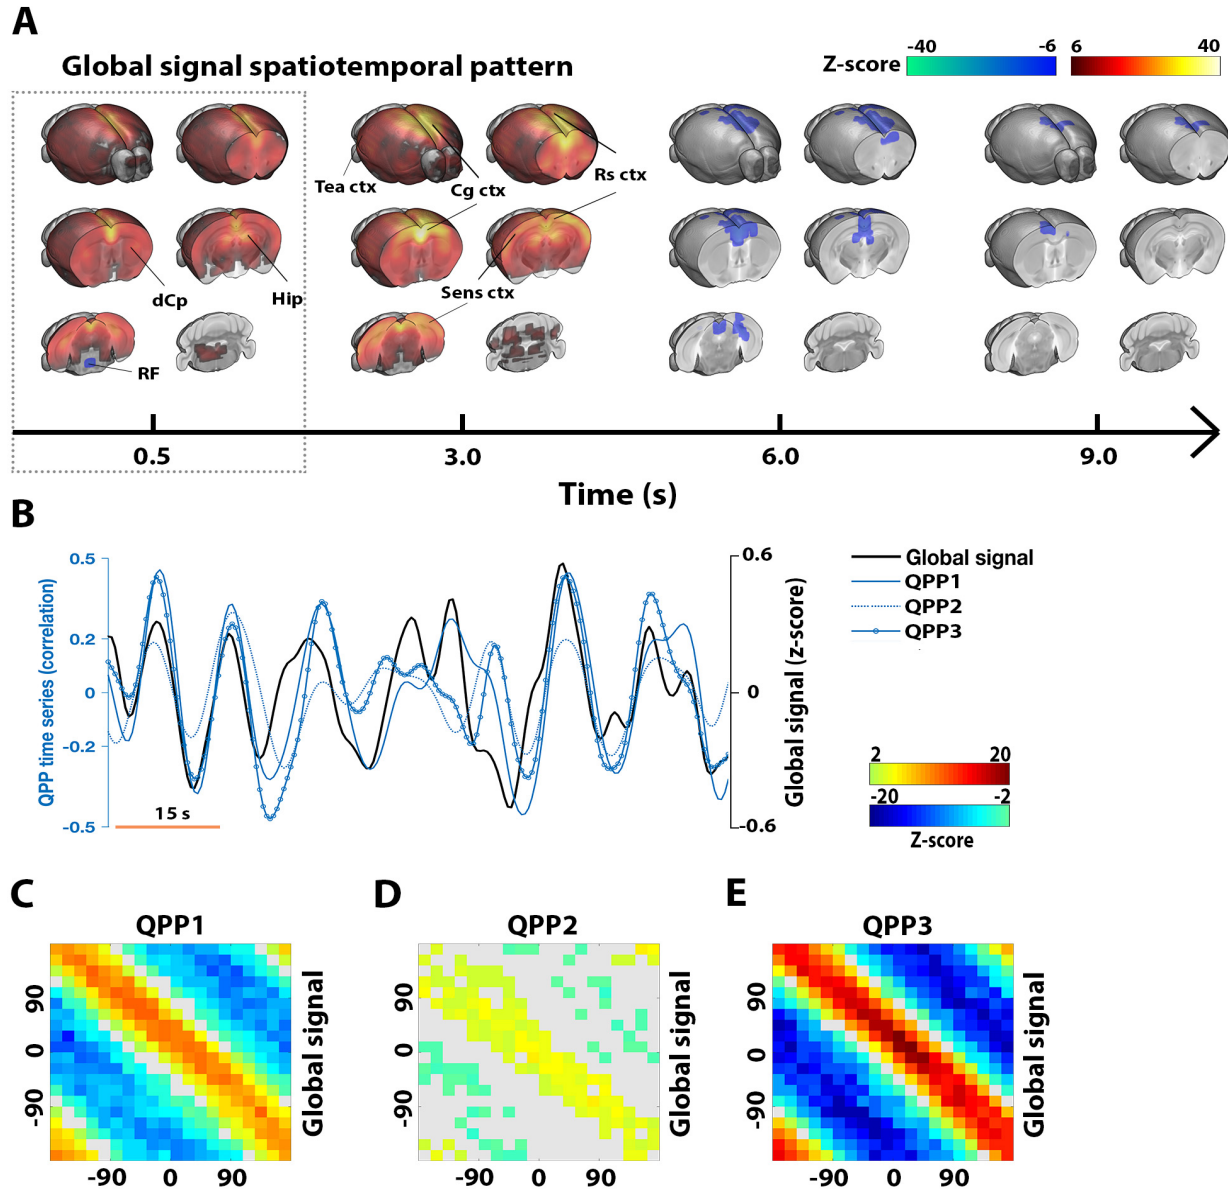 A
Global signal spatiotemporal pattern
Z-score
-40 -6 6 40
Tea ctx
Cg ctx
Rs ctx
dCp
Hip
Sens ctx
RF
0.5 3.0 6.0 9.0
Time (s)
B
QPP time series (correlation)
0.5
0.2
0
-0.2
-0.5
15 s
0.6
0
-0.6
Global signal (z-score)
Global signal
QPP1
QPP2
QPP3
2 20
-20 -2
Z-score
C
QPP1
90
0
-90
-90 0 90
Global signal
D
QPP2
90
0
-90
-90 0 90
Global signal
E
QPP3
90
0
-90
-90 0 90
Global signal